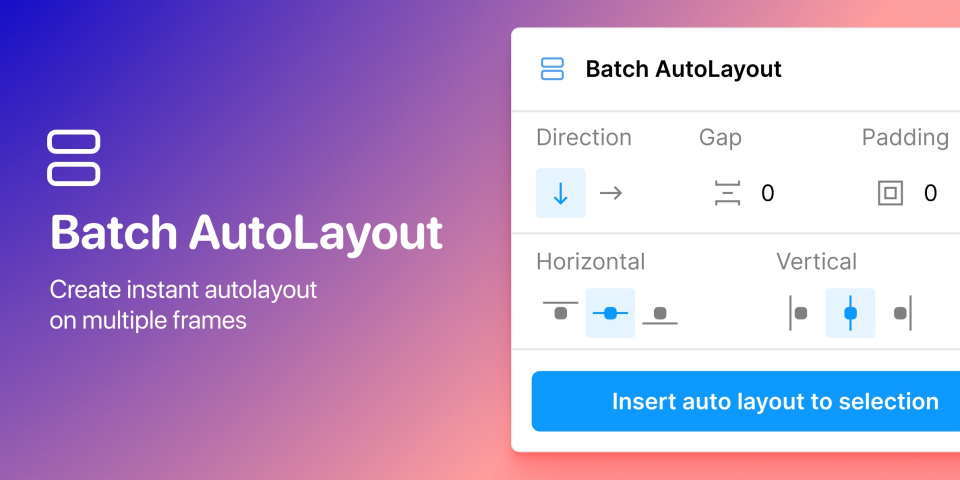 Batch AutoLayout
Create instant autolayout
on multiple frames
Batch AutoLayout
Direction Gap Padding
0 0
Horizontal Vertical
Insert auto layout to selection